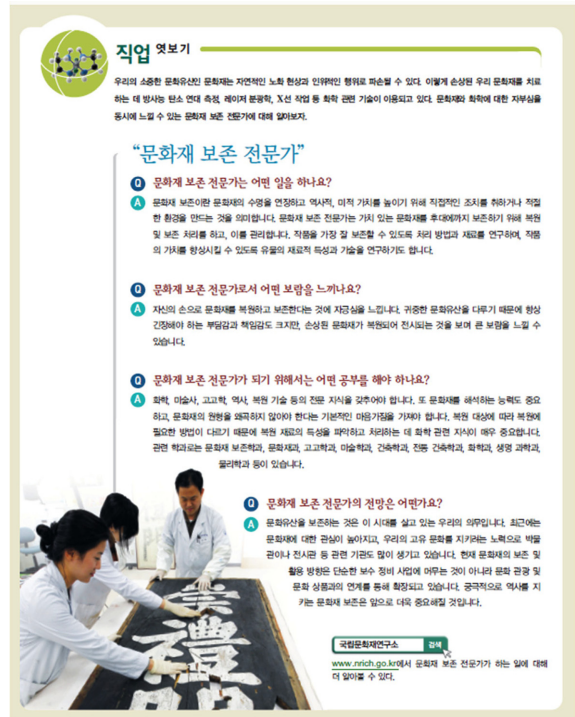 직업 엿보기
우리의 소중한 문화유산인 문화재는 자연적인 노화 현상과 인위적인 행위로 파손될 수 있다. 이렇게 손상된 우리 문화재를 치료
하는 데 방사능 탄소 연대 측정, 레이저 분광학, X선 작업 등 화학 관련 기술이 이용되고 있다. 문화재와 화학에 대한 자부심을
동시에 느낄 수 있는 문화재 보존 전문가에 대해 알아보자.
“문화재 보존 전문가”
Q 문화재 보존 전문가는 어떤 일을 하나요?
A 문화재 보존이란 문화재의 수명을 연장하고 역사적, 미적 가치를 높이기 위해 직접적인 조치를 취하거나 적절
한 환경을 만드는 것을 의미합니다. 문화재 보존 전문가는 가치 있는 문화재를 후대에까지 보존하기 위해 복원
및 보존 처리를 하고, 이를 관리합니다. 작품을 가장 잘 보존할 수 있도록 처리 방법과 재료를 연구하며, 작품
의 가치를 향상시킬 수 있도록 유물의 재료적 특성과 기술을 연구하기도 합니다.
Q 문화재 보존 전문가로서 어떤 보람을 느끼나요?
A 자신의 손으로 문화재를 복원하고 보존한다는 것에 자긍심을 느낍니다. 귀중한 문화유산을 다루기 때문에 항상
긴장해야 하는 부담감과 책임감도 크지만, 손상된 문화재가 복원되어 전시되는 것을 보며 큰 보람을 느낄 수
있습니다.
Q 문화재 보존 전문가가 되기 위해서는 어떤 공부를 해야 하나요?
A 화학, 미술사, 고고학, 역사, 복원 기술 등의 전문 지식을 갖추어야 합니다. 또 문화재를 해석하는 능력도 중요
하고, 문화재의 원형을 왜곡하지 않아야 한다는 기본적인 마음가짐을 가져야 합니다. 복원 대상에 따라 복원에
필요한 방법이 다르기 때문에 복원 재료의 특성을 파악하고 처리하는 데 화학 관련 지식이 매우 중요합니다.
관련 학과로는 문화재 보존학과, 문화재과, 고고학과, 미술학과, 건축학과, 전통 건축학과, 화학과, 생명 과학과,
물리학과 등이 있습니다.
Q 문화재 보존 전문가의 전망은 어떤가요?
A 문화유산을 보존하는 것은 이 시대를 살고 있는 우리의 의무입니다. 최근에는
문화재에 대한 관심이 높아지고, 우리의 고유 문화를 지키려는 노력으로 박물
관이나 전시관 등 관련 기관도 많이 생기고 있습니다. 현재 문화재의 보존 및
활용 방향은 단순한 보수 정비 사업에 머무는 것이 아니라 문화 관광 및
문화 상품과의 연계를 통해 확장되고 있습니다. 궁극적으로 역사를 지
키는 문화재 보존은 앞으로 더욱 중요해질 것입니다.
국립문화재연구소 검색
www.nrich.go.kr에서 문화재 보존 전문가가 하는 일에 대해
더 알아볼 수 있다.